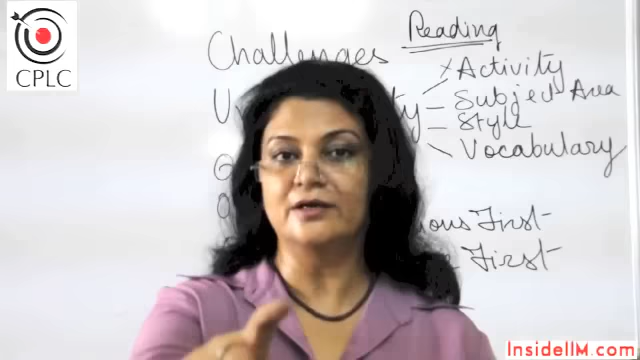 CPLC
Reading
Challenges
Activity
Subject Area
Style
Vocabulary
First
First
InsideIIM.com